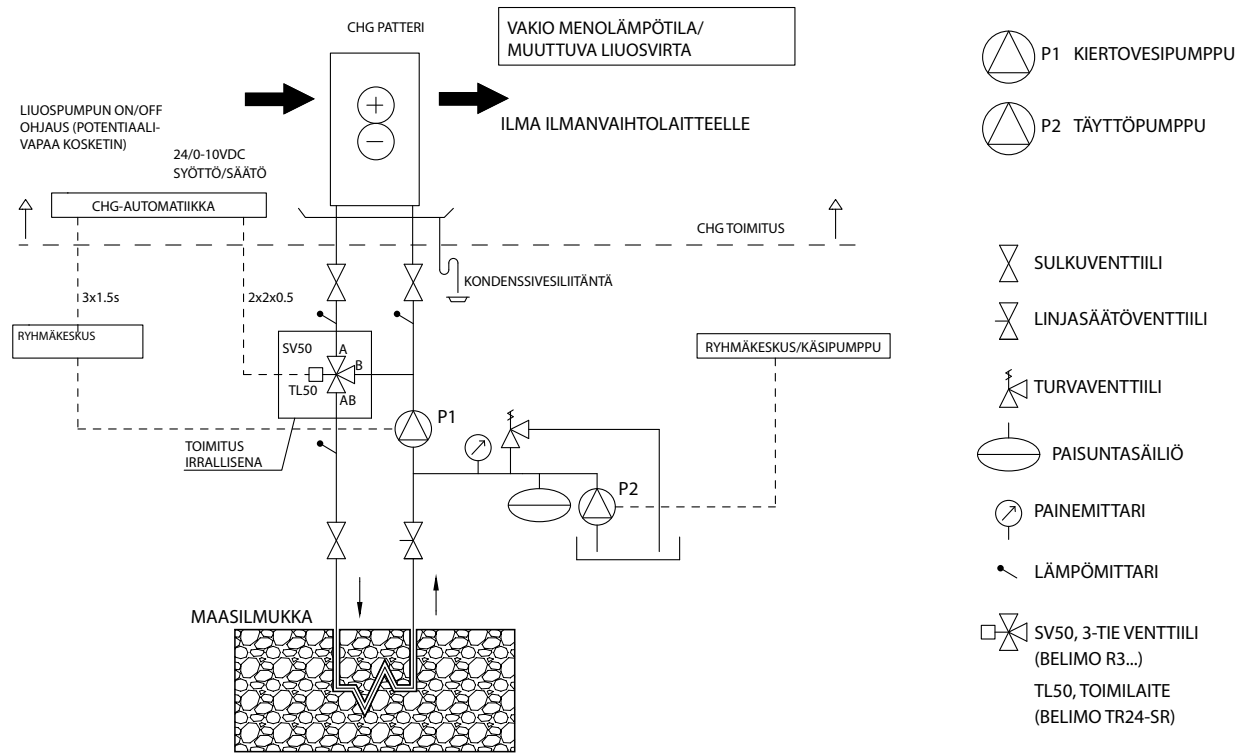 CHG PATTERI
VAKIO MENOLÄMPÖTILA/
MUUTTUVA LIUOSVIRTA
P1 KIERTOVESIPUMPPU
LIUOSPUMPUN ON/OFF
OHJAUS (POTENTIAALI-
VAPAA KOSKETIN)
ILMA ILMANVAIHTOLAITTEELLE
P2 TÄYTTÖPUMPPU
24/0-10VDC
SYÖTTÖ/SÄÄTÖ
CHG-AUTOMATIIKKA
CHG TOIMITUS
KONDENSSIVESILIITÄNTÄ
SULKUVENTTIILI
3x1.5s
2x2x0.5
LINJASÄÄTÖVENTTIILI
RYHMÄKESKUS
RYHMÄKESKUS/KÄSIPUMPPU
SV50
A
B
TL50
AB
TURVAVENTTIILI
P1
TOIMITUS
IRRALLISENA
PAISUNTASÄILIÖ
P2
PAINEMITTARI
LÄMPÖMITTARI
MAASILMUKKA
SV50, 3-TIE VENTTIILI
(BELIMO R3...)
TL50, TOIMILAITE
(BELIMO TR24-SR)